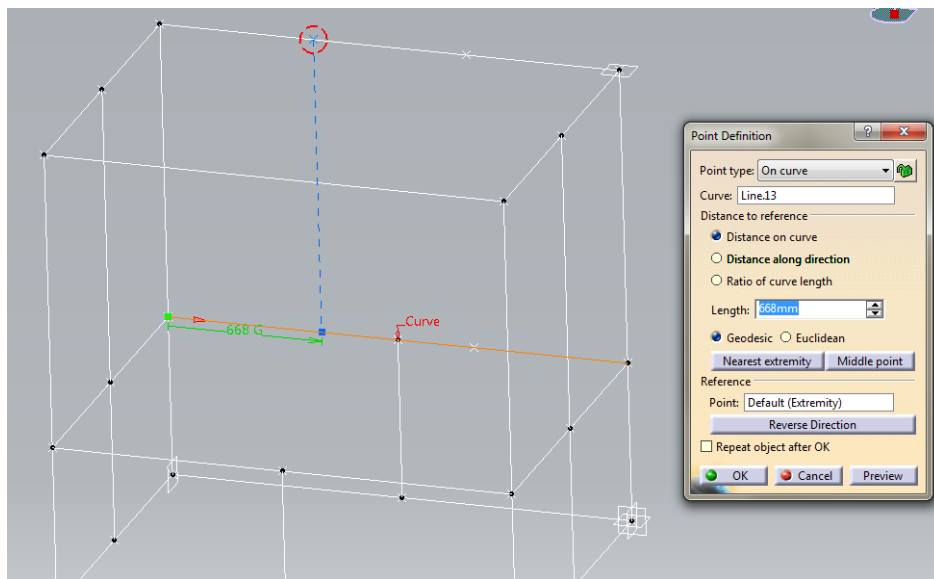 668 G
Curve
Point Definition
?
X
Point type: On curve
Curve: Line.13
Distance to reference
Distance on curve
Distance along direction
Ratio of curve length
Length: 668mm
Geodesic Euclidean
Nearest extremity Middle point
Reference
Point: Default (Extremity)
Reverse Direction
Repeat object after OK
OK Cancel Preview